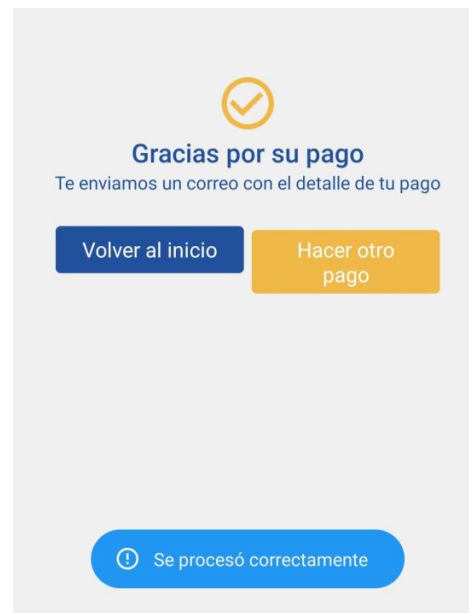 Gracias por su pago
Te enviamos un correo con el detalle de tu pago
Volver al inicio
Hacer otro
pago
Se procesó correctamente